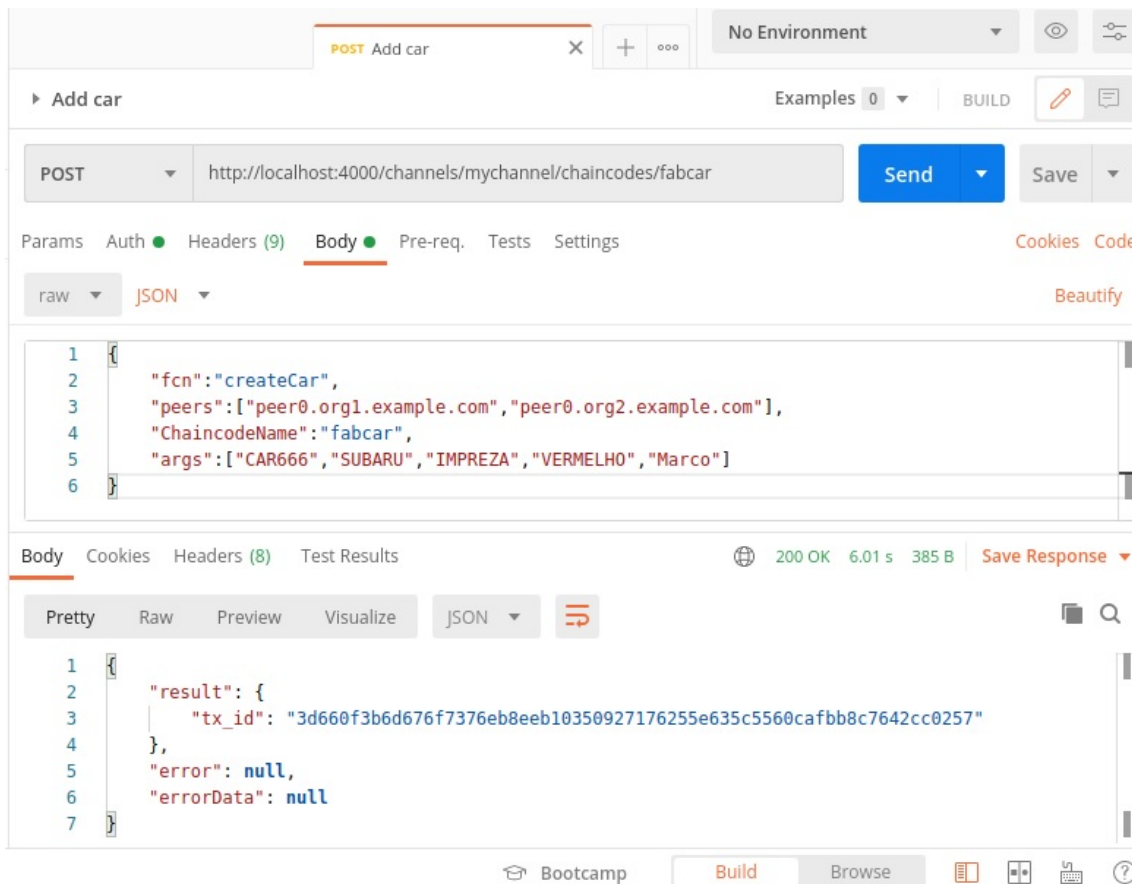 POST Add car
No Environment
Add car
Examples 0
BUILD
POST
http://localhost:4000/channels/mychannel/chaincodes/fabcar
Send
Save
Params Auth Headers (9) Body Pre-req. Tests Settings
Cookies Code
raw JSON
Beautify
1 {
2 "fcn":"createCar",
3 "peers":["peer0.org1.example.com","peer0.org2.example.com"],
4 "ChaincodeName":"fabcar",
5 "args":["CAR666","SUBARU","IMPREZA","VERMELHO","Marco"]
6 }
Body Cookies Headers (8) Test Results
200 OK 6.01 s 385 B Save Response
Pretty Raw Preview Visualize JSON
1 {
2 "result": {
3 "tx_id": "3d660f3b6d676f7376eb8eeb10350927176255e635c5560cafbb8c7642cc0257"
4 },
5 "error": null,
6 "errorData": null
7 }
Bootcamp Build Browse